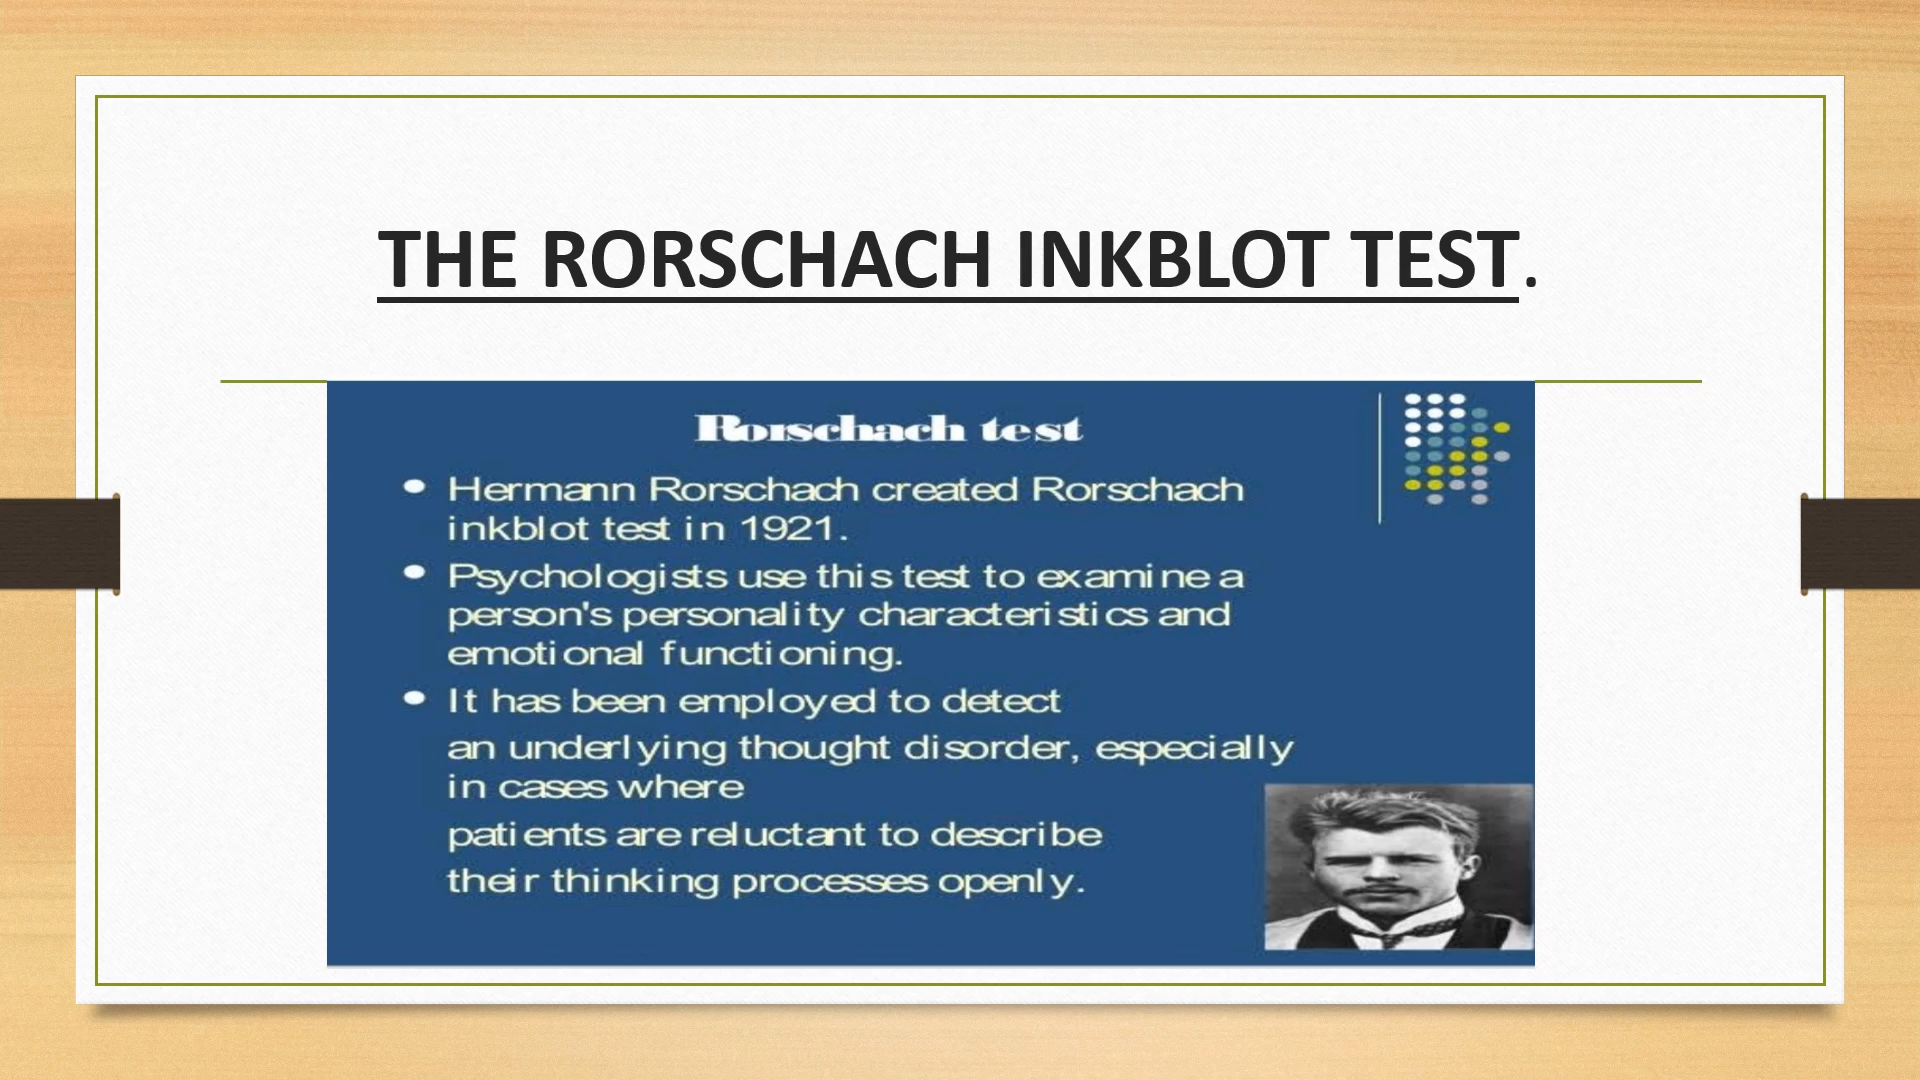 THE RORSCHACH INKBLOT TEST.
Rorschach test
• Hermann Rorschach created Rorschach
inkblot test in 1921.
• Psychologists use this test to examine a
person's personality characteristics and
emotional functioning.
• It has been employed to detect
an underlying thought disorder, especially
in cases where
patients are reluctant to describe
their thinking processes openly.